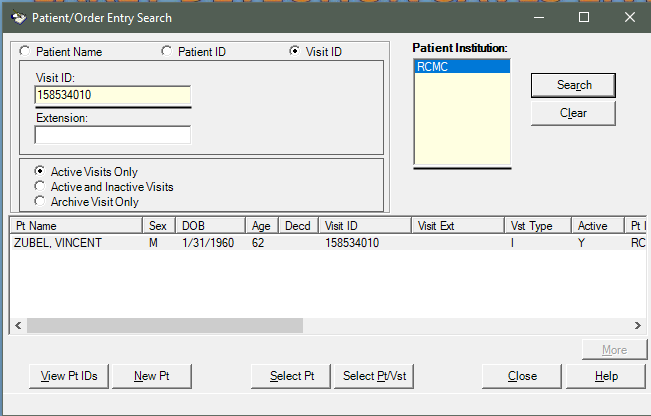 Patient/Order Entry Search
Patient Name Patient ID Visit ID
Patient Institution:
RCMC
Visit ID:
158534010
Extension:
Search
Clear
Active Visits Only
Active and Inactive Visits
Archive Visit Only
Pt Name Sex DOB Age Decd Visit ID Visit Ext Vst Type Active Pt I
ZUBEL, VINCENT M 1/31/1960 62 158534010 I Y RC
More
View Pt IDs New Pt Select Pt Select Pt/Vst Close Help